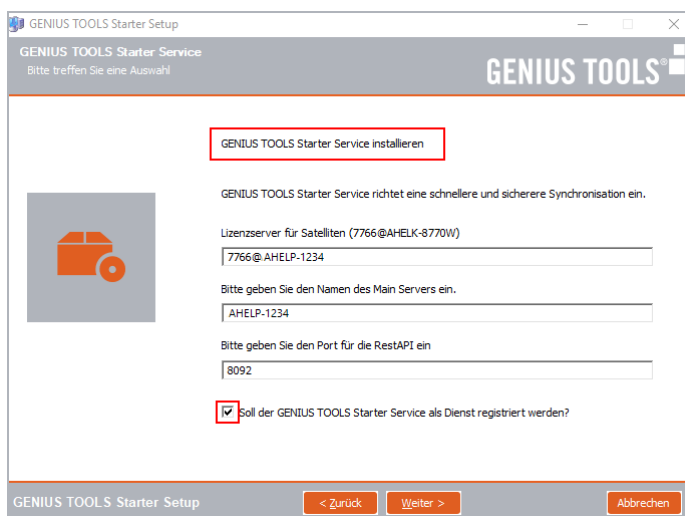 GENIUS TOOLS Starter Setup
GENIUS TOOLS Starter Service
Bitte treffen Sie eine Auswahl
GENIUS TOOLS®
GENIUS TOOLS Starter Service installieren
GENIUS TOOLS Starter Service richtet eine schnellere und sicherere Synchronisation ein.
Lizenzserver für Satelliten (7766@AHELK-8770W)
7766@.AHELP-1234
Bitte geben Sie den Namen des Main Servers ein.
AHELP-1234
Bitte geben Sie den Port für die RestAPI ein
8092
Soll der GENIUS TOOLS Starter Service als Dienst registriert werden?
GENIUS TOOLS Starter Setup
< Zurück
Weiter >
Abbrechen